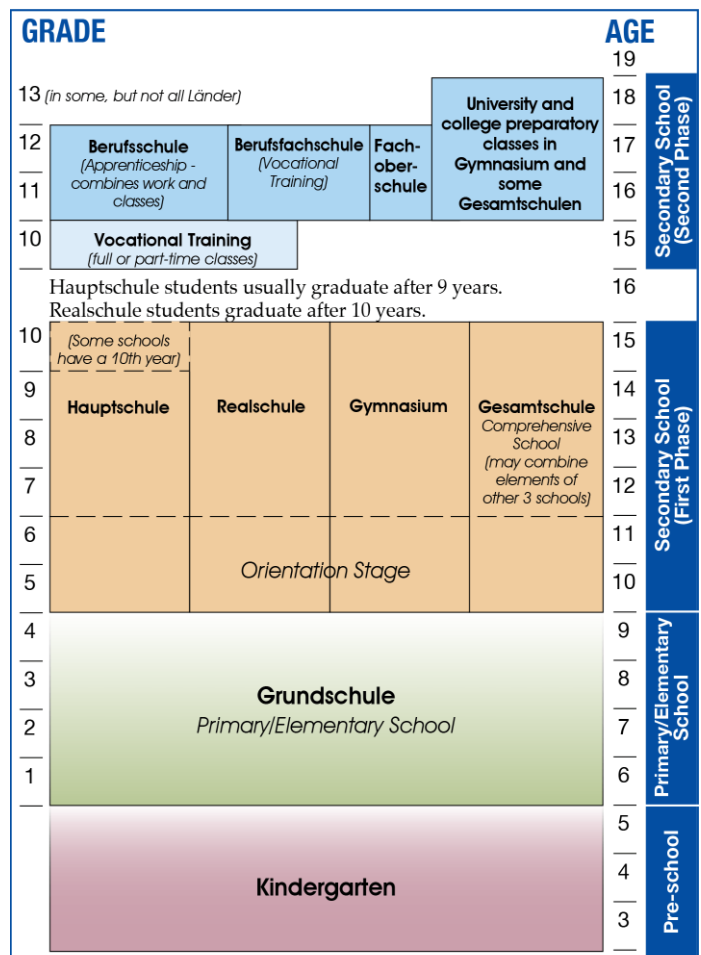 GRADE
AGE
19
13 (in some, but not all Länder)
18
University and
college preparatory
classes in
Gymnasium and
some
Gesamtschulen
12
Berufsschule
(Apprenticeship -
combines work and
classes)
Berufsfachschule
(Vocational
Training)
Fach-
ober-
schule
17
11
16
10
Vocational Training
(full or part-time classes)
15
Secondary School
(Second Phase)
Hauptschule students usually graduate after 9 years.
Realschule students graduate after 10 years.
16
10
(Some schools
have a 10th year)
15
9
Hauptschule
Realschule
Gymnasium
Gesamtschule
Comprehensive
School
(may combine
elements of
other 3 schools)
14
8
13
7
12
6
11
5
Orientation Stage
10
Secondary School
(First Phase)
4
9
3
Grundschule
Primary/Elementary School
8
2
7
1
6
Primary/Elementary
School
5
Kindergarten
4
3
Pre-school